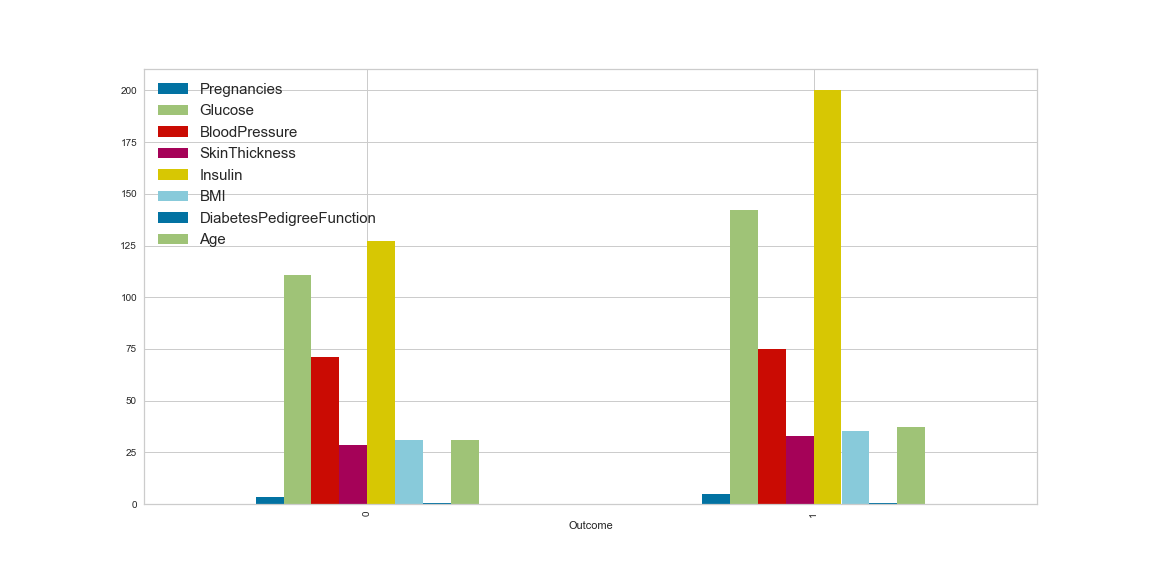 200
175
150
125
100
75
50
25
0
Pregnancies
Glucose
BloodPressure
SkinThickness
Insulin
BMI
DiabetesPedigreeFunction
Age
0
1
Outcome